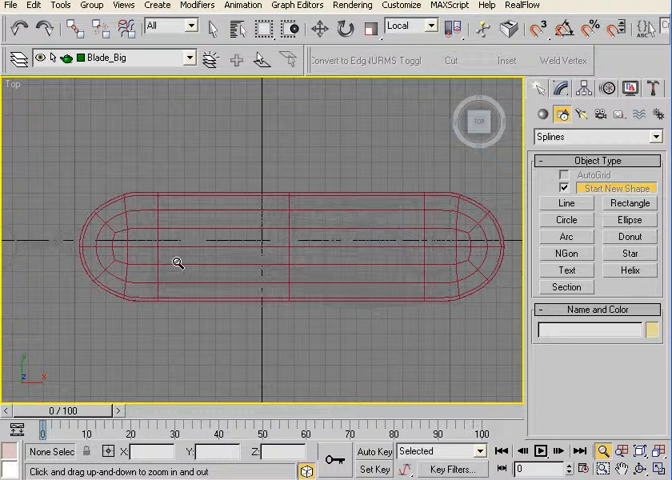 File Edit Tools Group Views Create Modifiers Animation Graph Editors Rendering Customize MAXScript Help RealFlow
All Local
Blade_Big Convert to Edg NURMS Toggl Cut Inset Weld Vertex
Top
TOP
Splines
- Object Type
AutoGrid
Start New Shape
Line Rectangle
Circle Ellipse
Arc Donut
NGon Star
Text Helix
Section
- Name and Color
y
z x
< 0 / 100 >
0 10 20 30 40 50 60 70 80 90 100
None Selec X: Y: Z: Auto Key Selected
Click and drag up-and-down to zoom in and out Set Key Key Filters... 0